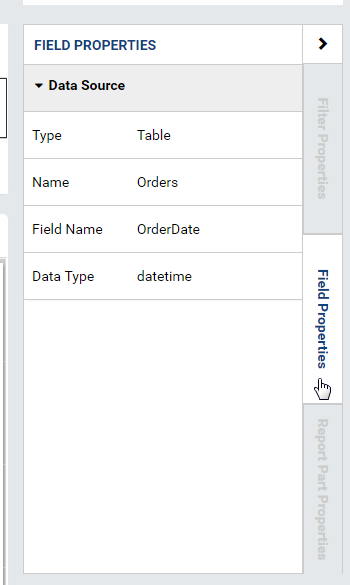 FIELD PROPERTIES
Data Source
Type Table
Name Orders
Field Name OrderDate
Data Type datetime
Filter Properties
Field Properties
Report Part Properties